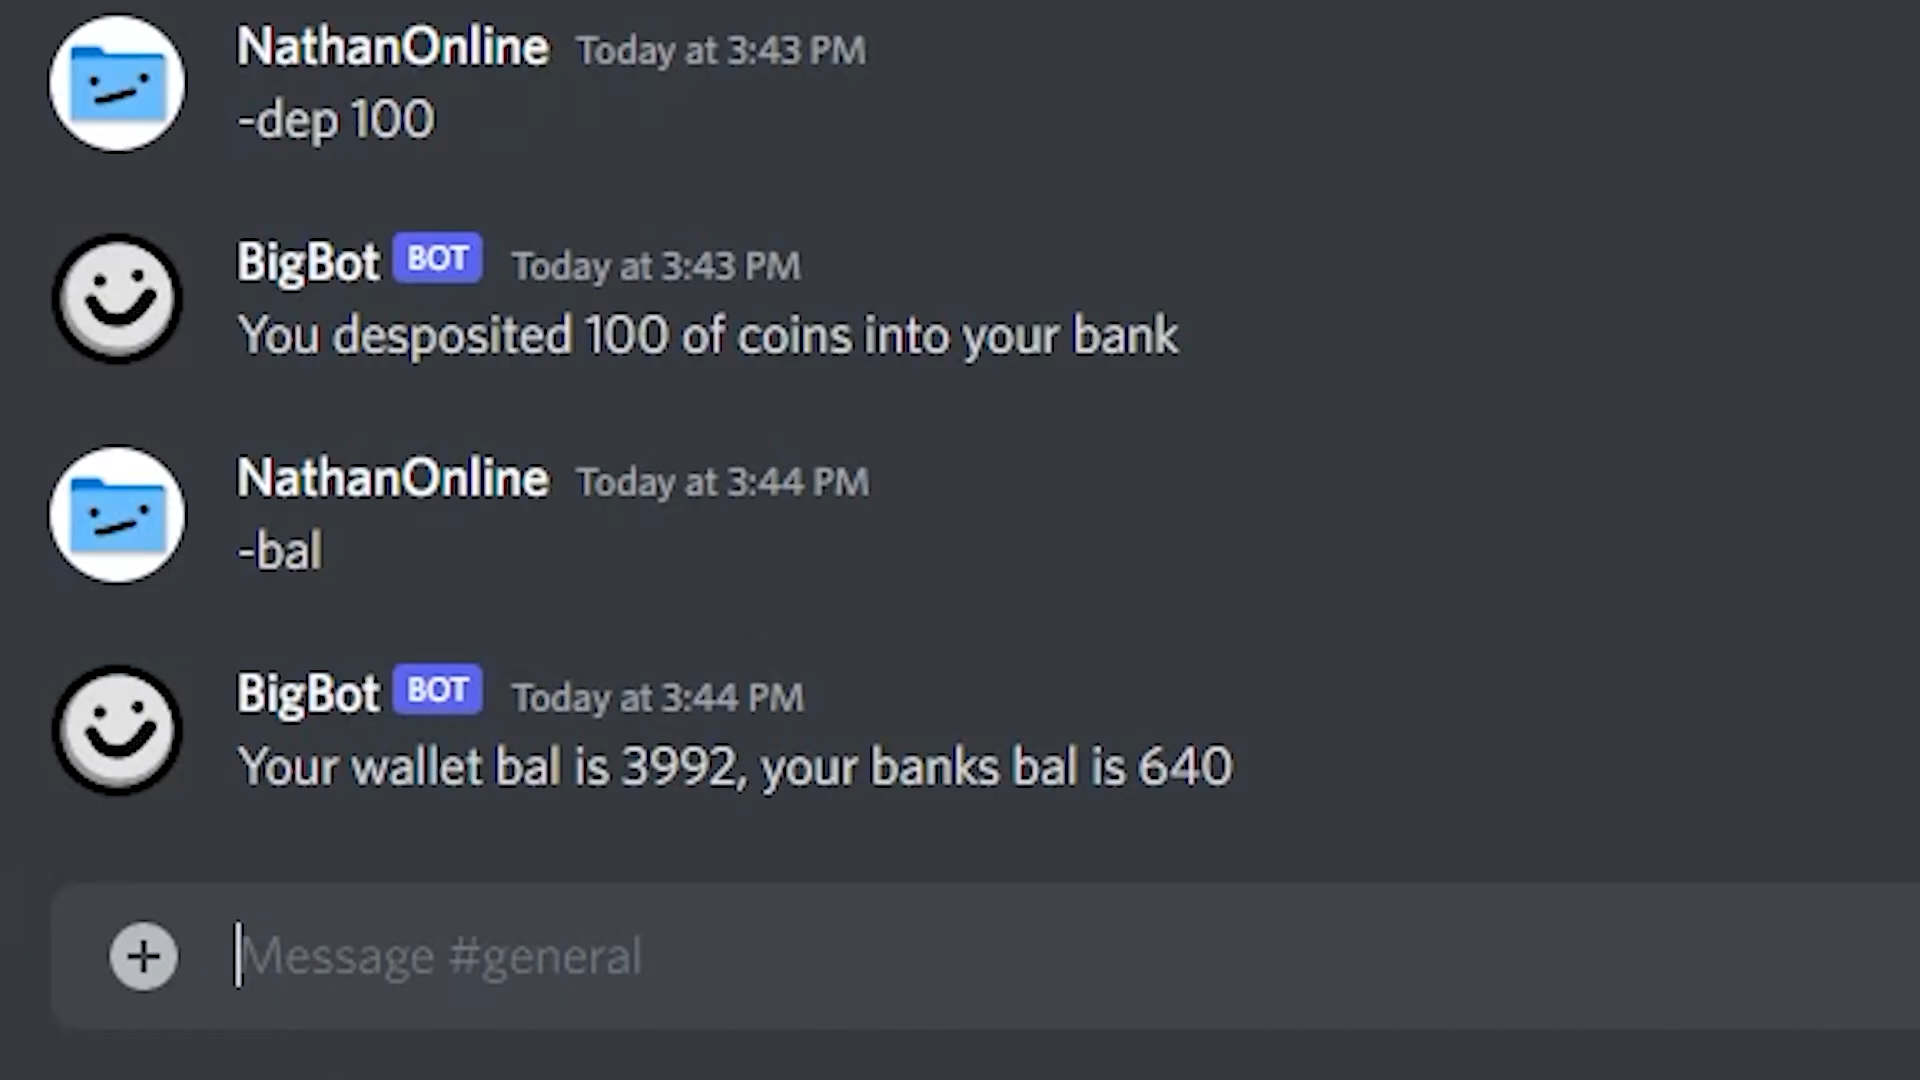 NathanOnline Today at 3:43 PM
-dep 100
BigBot BOT Today at 3:43 PM
You desposited 100 of coins into your bank
NathanOnline Today at 3:44 PM
-bal
BigBot BOT Today at 3:44 PM
Your wallet bal is 3992, your banks bal is 640
Message #general